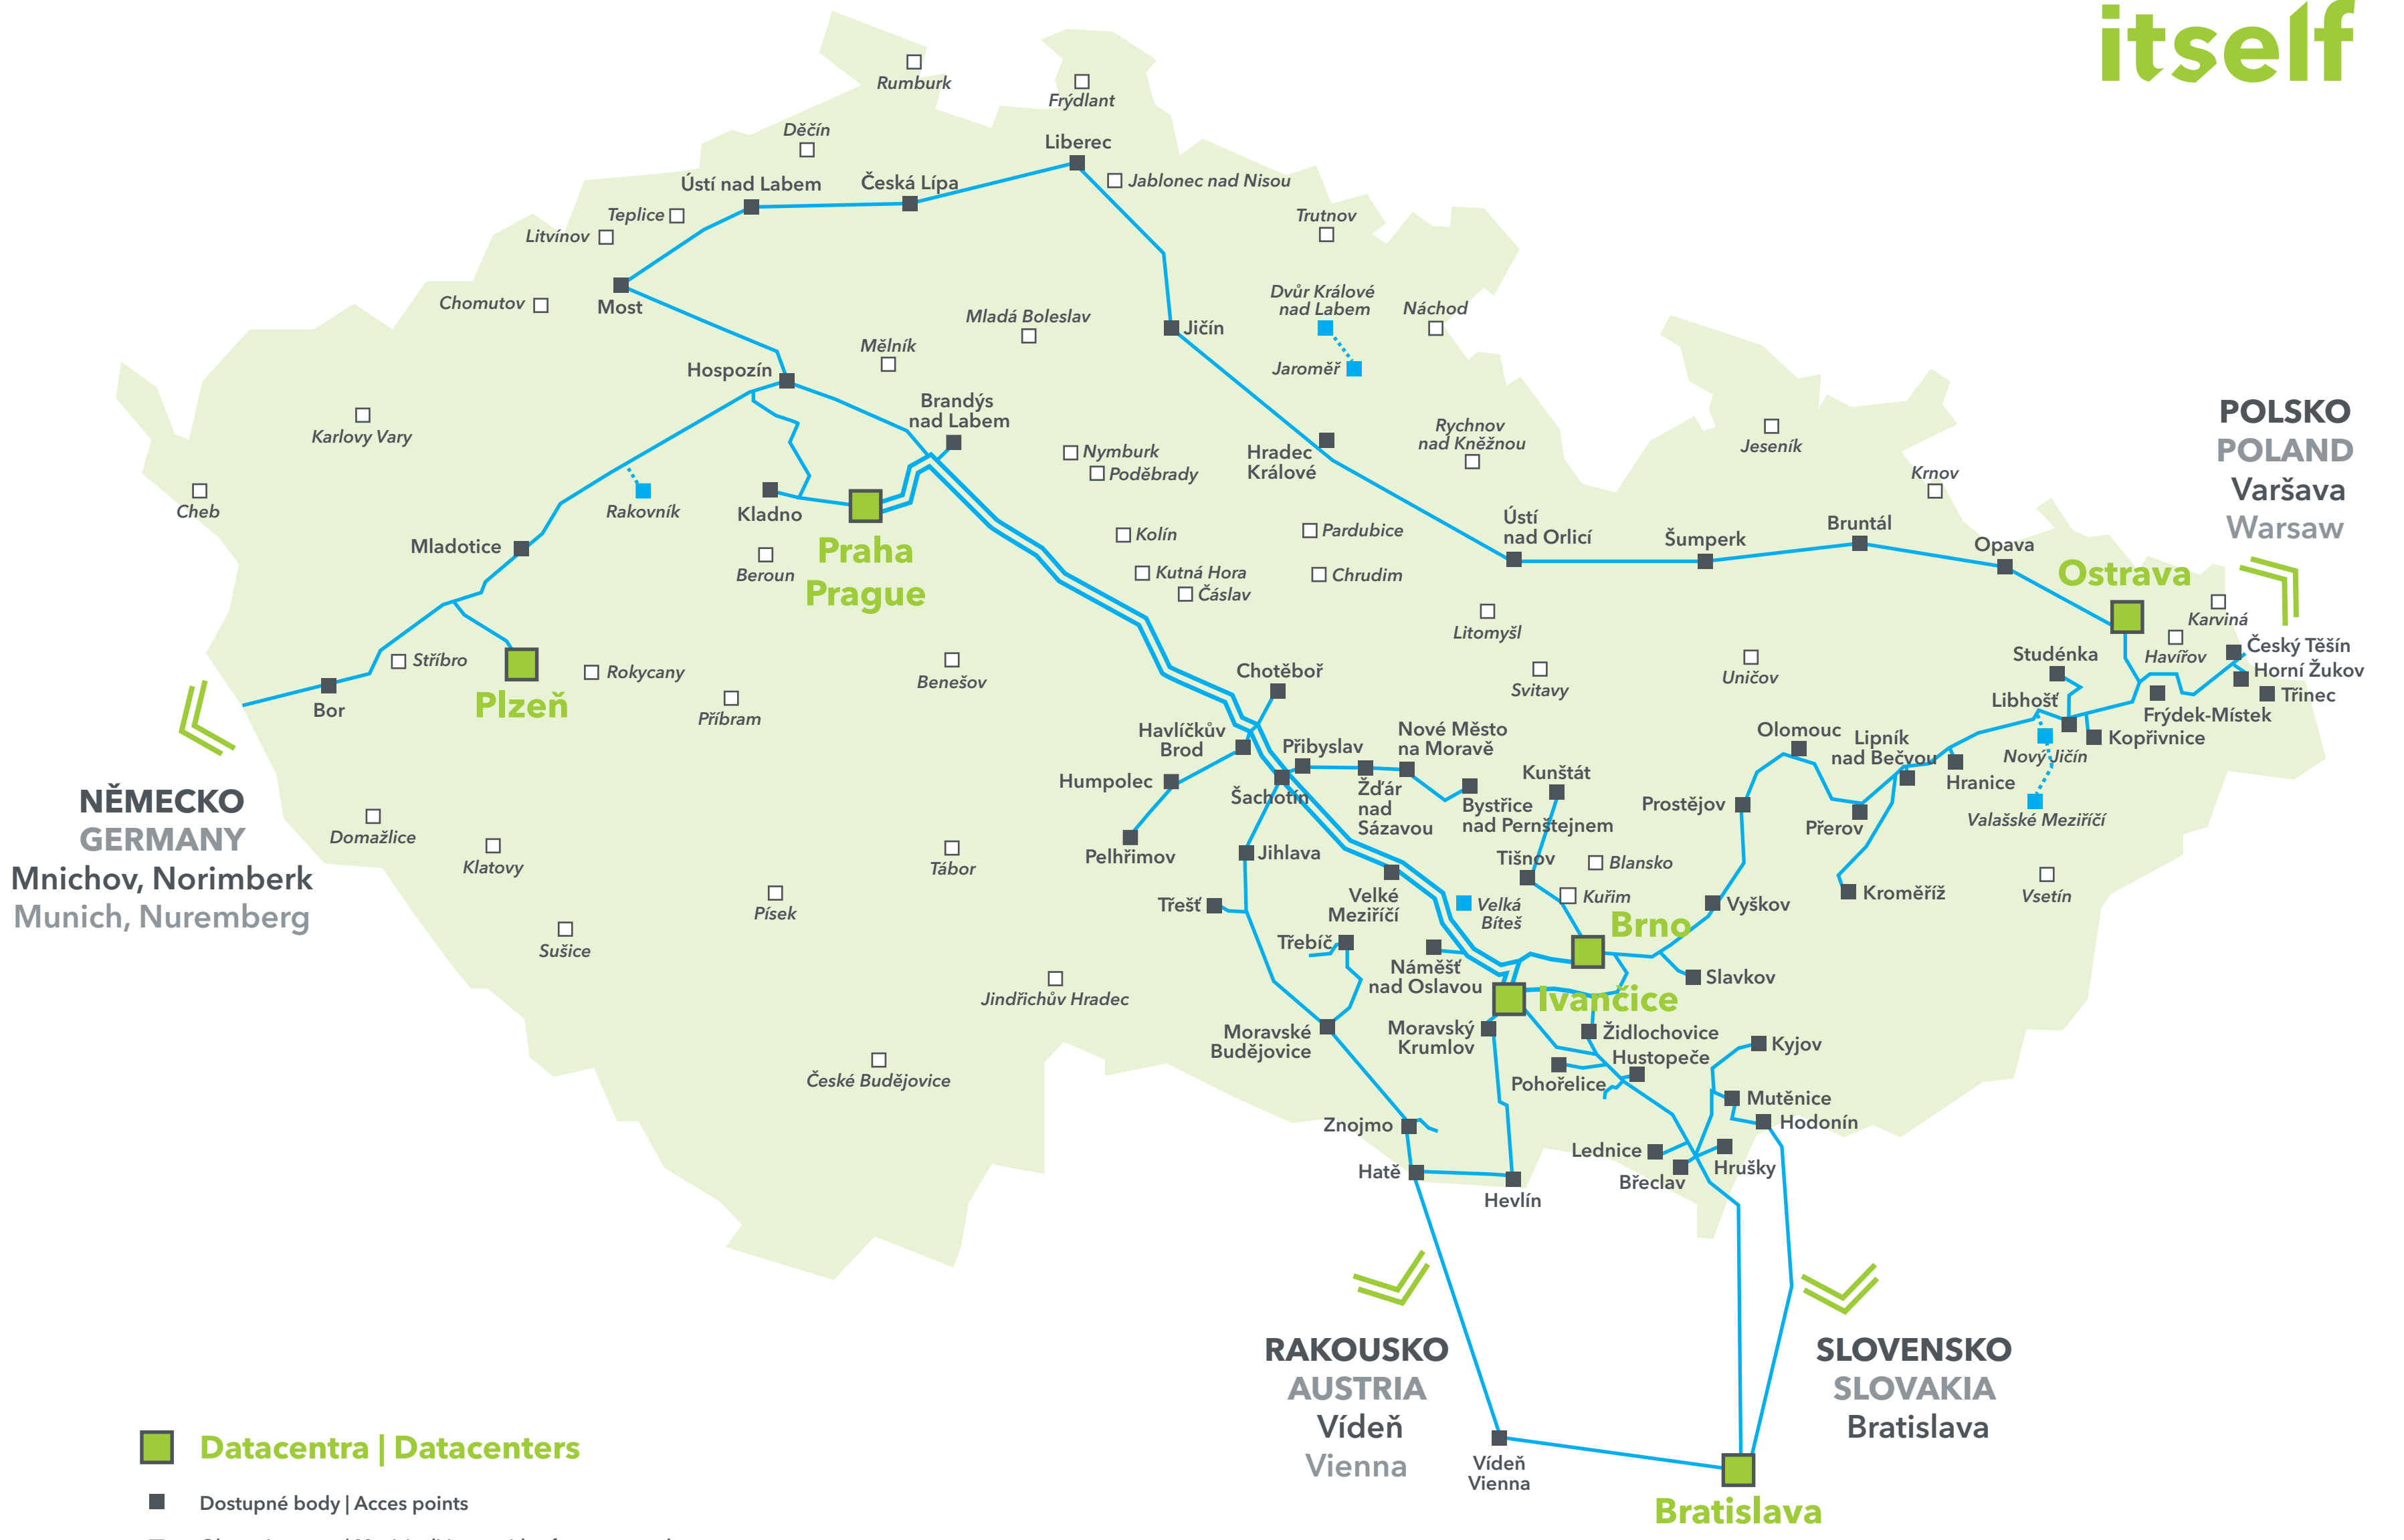 itself
Rumburk
Frýdlant
Děčín
Liberec
Ústí nad Labem
Česká Lípa
Jablonec nad Nisou
Teplice
Trutnov
Litvínov
Chomutov
Most
Dvůr Králové
nad Labem
Náchod
Mladá Boleslav
Jičín
Mělník
Jaroměř
Hospozín
Brandýs
nad Labem
Karlovy Vary
Nymburk
Poděbrady
Hradec
Králové
Rychnov
nad Kněžnou
Jeseník
Krnov
POLSKO
POLAND
Varšava
Warsaw
Cheb
Rakovník
Kladno
Mladotice
Praha
Prague
Beroun
Kolín
Pardubice
Kutná Hora
Čáslav
Chrudim
Ústí
nad Orlicí
Šumperk
Bruntál
Opava
Ostrava
Karviná
Havířov
Český Těšín
Horní Žukov
Třinec
Litomyšl
Studénka
Stříbro
Rokycany
Benešov
Chotěboř
Svitavy
Uničov
Libhošť
Frýdek-Místek
Bor
Plzeň
Příbram
Havlíčkův
Brod
Přibyslav
Nové Město
na Moravě
Olomouc
Lipník
nad Bečvou
Kopřivnice
Nový Jičín
Humpolec
Šachotín
Žďár
nad
Sázavou
Bystřice
nad Pernštejnem
Kunštát
Prostějov
Hranice
Přerov
Valašské Meziříčí
NĚMECKO
GERMANY
Mnichov, Norimberk
Munich, Nuremberg
Domažlice
Klatovy
Tábor
Pelhřimov
Jihlava
Tišnov
Blansko
Kuřim
Vsetín
Kroměříž
Písek
Třešť
Velké
Meziříčí
Velká
Bíteš
Vyškov
Brno
Sušice
Třebíč
Náměšť
nad Oslavou
Slavkov
Jindřichův Hradec
Ivančice
Moravské
Budějovice
Moravský
Krumlov
Židlochovice
Hustopeče
Kyjov
České Budějovice
Pohořelice
Mutěnice
Hodonín
Znojmo
Lednice
Hrušky
Břeclav
Hatě
Hevlín
RAKOUSKO
AUSTRIA
Vídeň
Vienna
SLOVENSKO
SLOVAKIA
Bratislava
Vídeň
Vienna
Bratislava
Datacentra | Datacenters
Dostupné body | Acces points